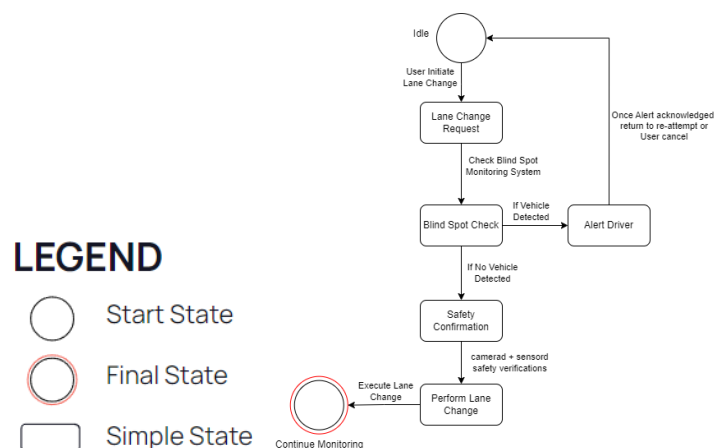 Idle
User Initiate
Lane Change
Lane Change
Request
Once Alert acknowledged
return to re-attempt or
User cancel
Check Blind Spot
Monitoring System
If Vehicle
Detected
Blind Spot Check
Alert Driver
If No Vehicle
Detected
Safety
Confirmation
camerad + sensord
safety verifications
Execute Lane
Change
Perform Lane
Change
Continue Monitoring
LEGEND
Start State
Final State
Simple State